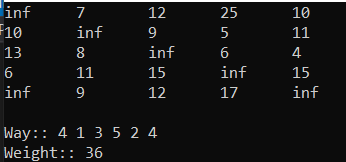 inf 7 12 25 10
10 inf 9 5 11
13 8 inf 6 4
6 11 15 inf 15
inf 9 12 17 inf
Way:: 4 1 3 5 2 4
Weight:: 36